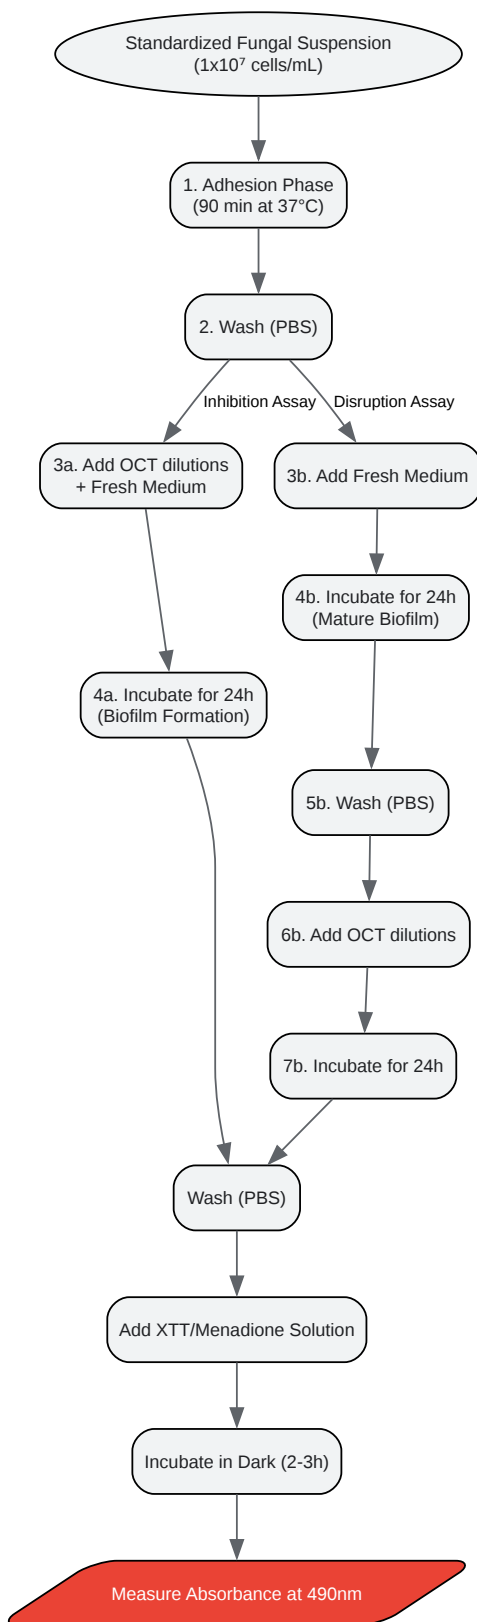 Standardized Fungal Suspension
(1x10⁷ cells/mL)
1. Adhesion Phase
(90 min at 37°C)
2. Wash (PBS)
Inhibition Assay
Disruption Assay
3a. Add OCT dilutions
+ Fresh Medium
3b. Add Fresh Medium
4b. Incubate for 24h
(Mature Biofilm)
4a. Incubate for 24h
(Biofilm Formation)
5b. Wash (PBS)
6b. Add OCT dilutions
7b. Incubate for 24h
Wash (PBS)
Add XTT/Menadione Solution
Incubate in Dark (2-3h)
Measure Absorbance at 490nm